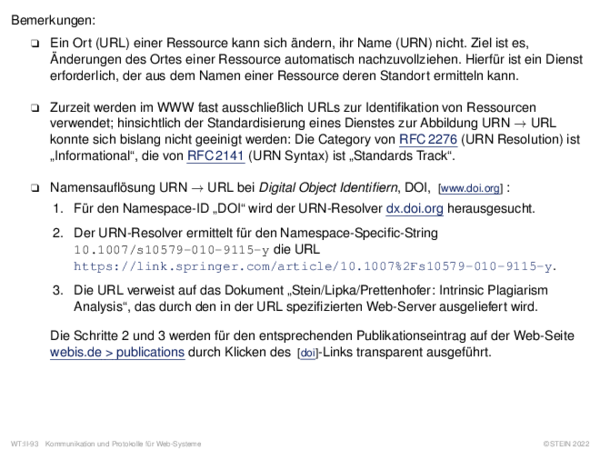 Bemerkungen:
❑ Ein Ort (URL) einer Ressource kann sich ändern, ihr Name (URN) nicht. Ziel ist es,
Änderungen des Ortes einer Ressource automatisch nachzuvollziehen. Hierfür ist ein Dienst
erforderlich, der aus dem Namen einer Ressource deren Standort ermitteln kann.
❑ Zurzeit werden im WWW fast ausschließlich URLs zur Identifikation von Ressourcen
verwendet; hinsichtlich der Standardisierung eines Dienstes zur Abbildung URN → URL
konnte sich bislang nicht geeinigt werden: Die Category von RFC 2276 (URN Resolution) ist
„Informational“, die von RFC 2141 (URN Syntax) ist „Standards Track“.
❑ Namensauflösung URN → URL bei Digital Object Identifiern, DOI, [www.doi.org] :
1. Für den Namespace-ID „DOI“ wird der URN-Resolver dx.doi.org herausgesucht.
2. Der URN-Resolver ermittelt für den Namespace-Specific-String
10.1007/s10579-010-9115-y die URL
https://link.springer.com/article/10.1007%2Fs10579-010-9115-y.
3. Die URL verweist auf das Dokument „Stein/Lipka/Prettenhofer: Intrinsic Plagiarism
Analysis“, das durch den in der URL spezifizierten Web-Server ausgeliefert wird.
Die Schritte 2 und 3 werden für den entsprechenden Publikationseintrag auf der Web-Seite
webis.de > publications durch Klicken des [doi]-Links transparent ausgeführt.
WT:II-93 Kommunikation und Protokolle für Web-Systeme ©STEIN 2022